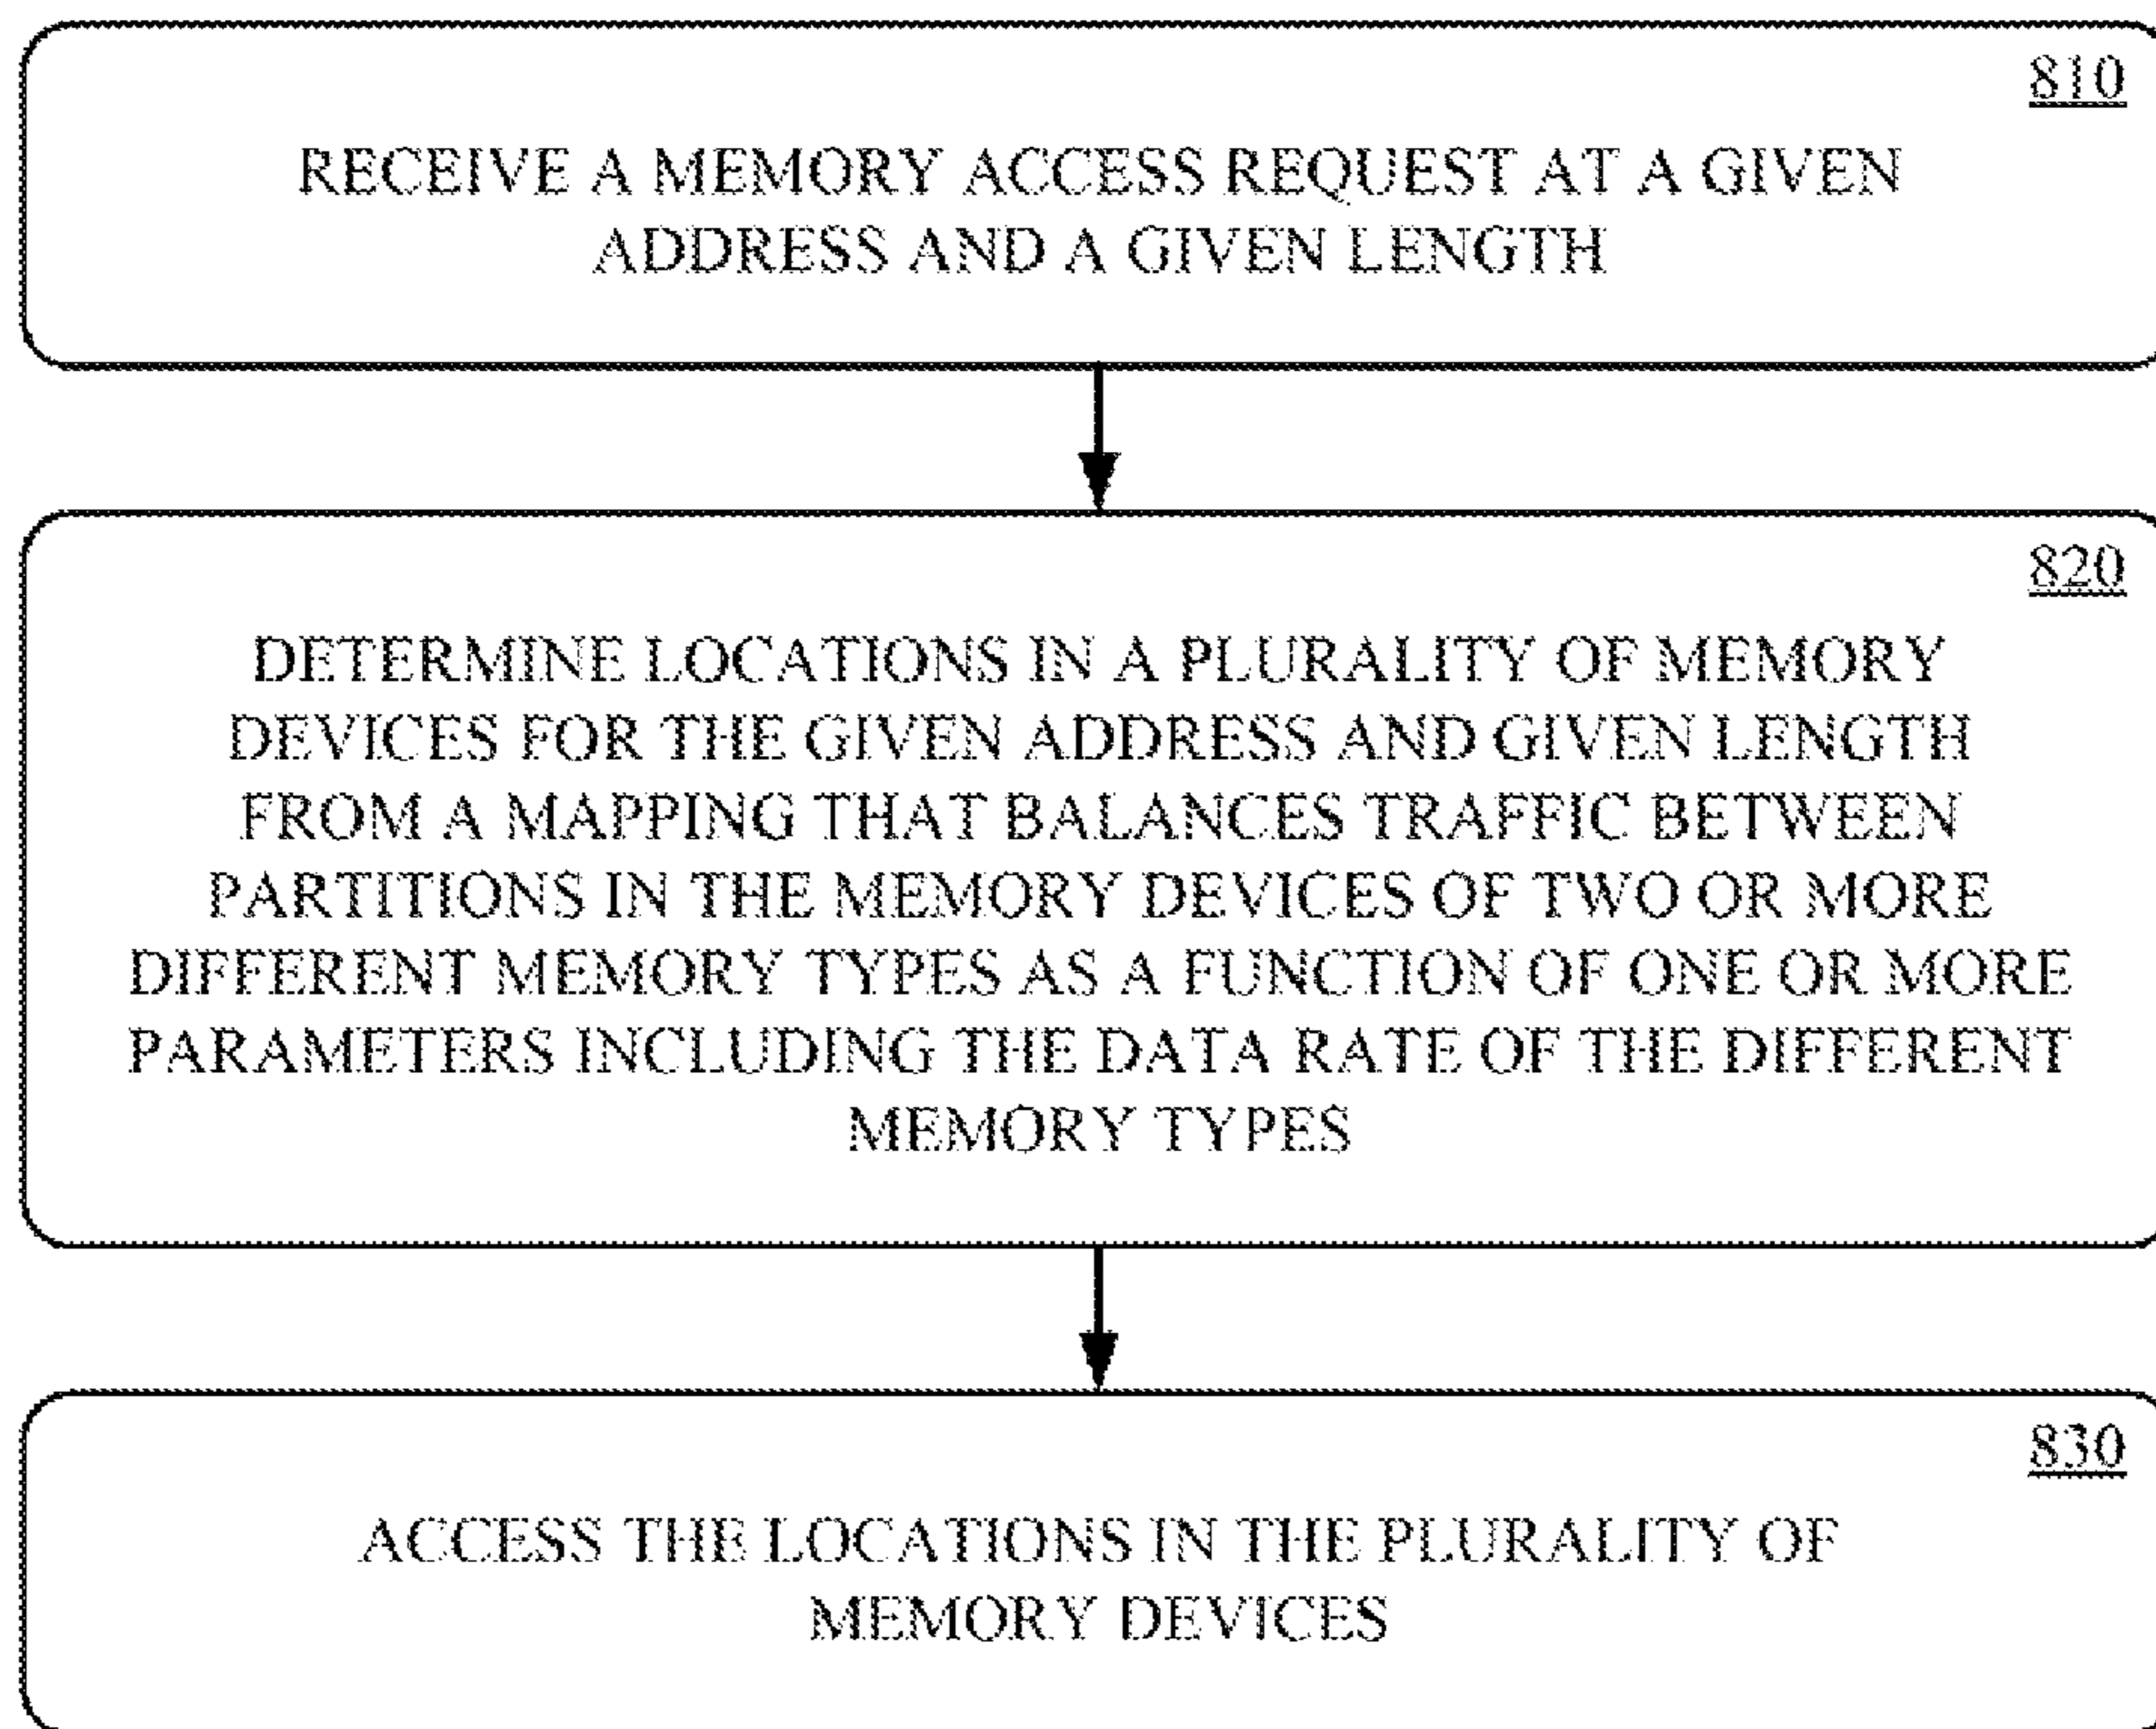 810
RECEIVE A MEMORY ACCESS REQUEST AT A GIVEN
ADDRESS AND A GIVEN LENGTH
820
DETERMINE LOCATIONS IN A PLURALITY OF MEMORY
DEVICES FOR THE GIVEN ADDRESS AND GIVEN LENGTH
FROM A MAPPING THAT BALANCES TRAFFIC BETWEEN
PARTITIONS IN THE MEMORY DEVICES OF TWO OR MORE
DIFFERENT MEMORY TYPES AS A FUNCTION OF ONE OR MORE
PARAMETERS INCLUDING THE DATA RATE OF THE DIFFERENT
MEMORY TYPES
830
ACCESS THE LOCATIONS IN THE PLURALITY OF
MEMORY DEVICES